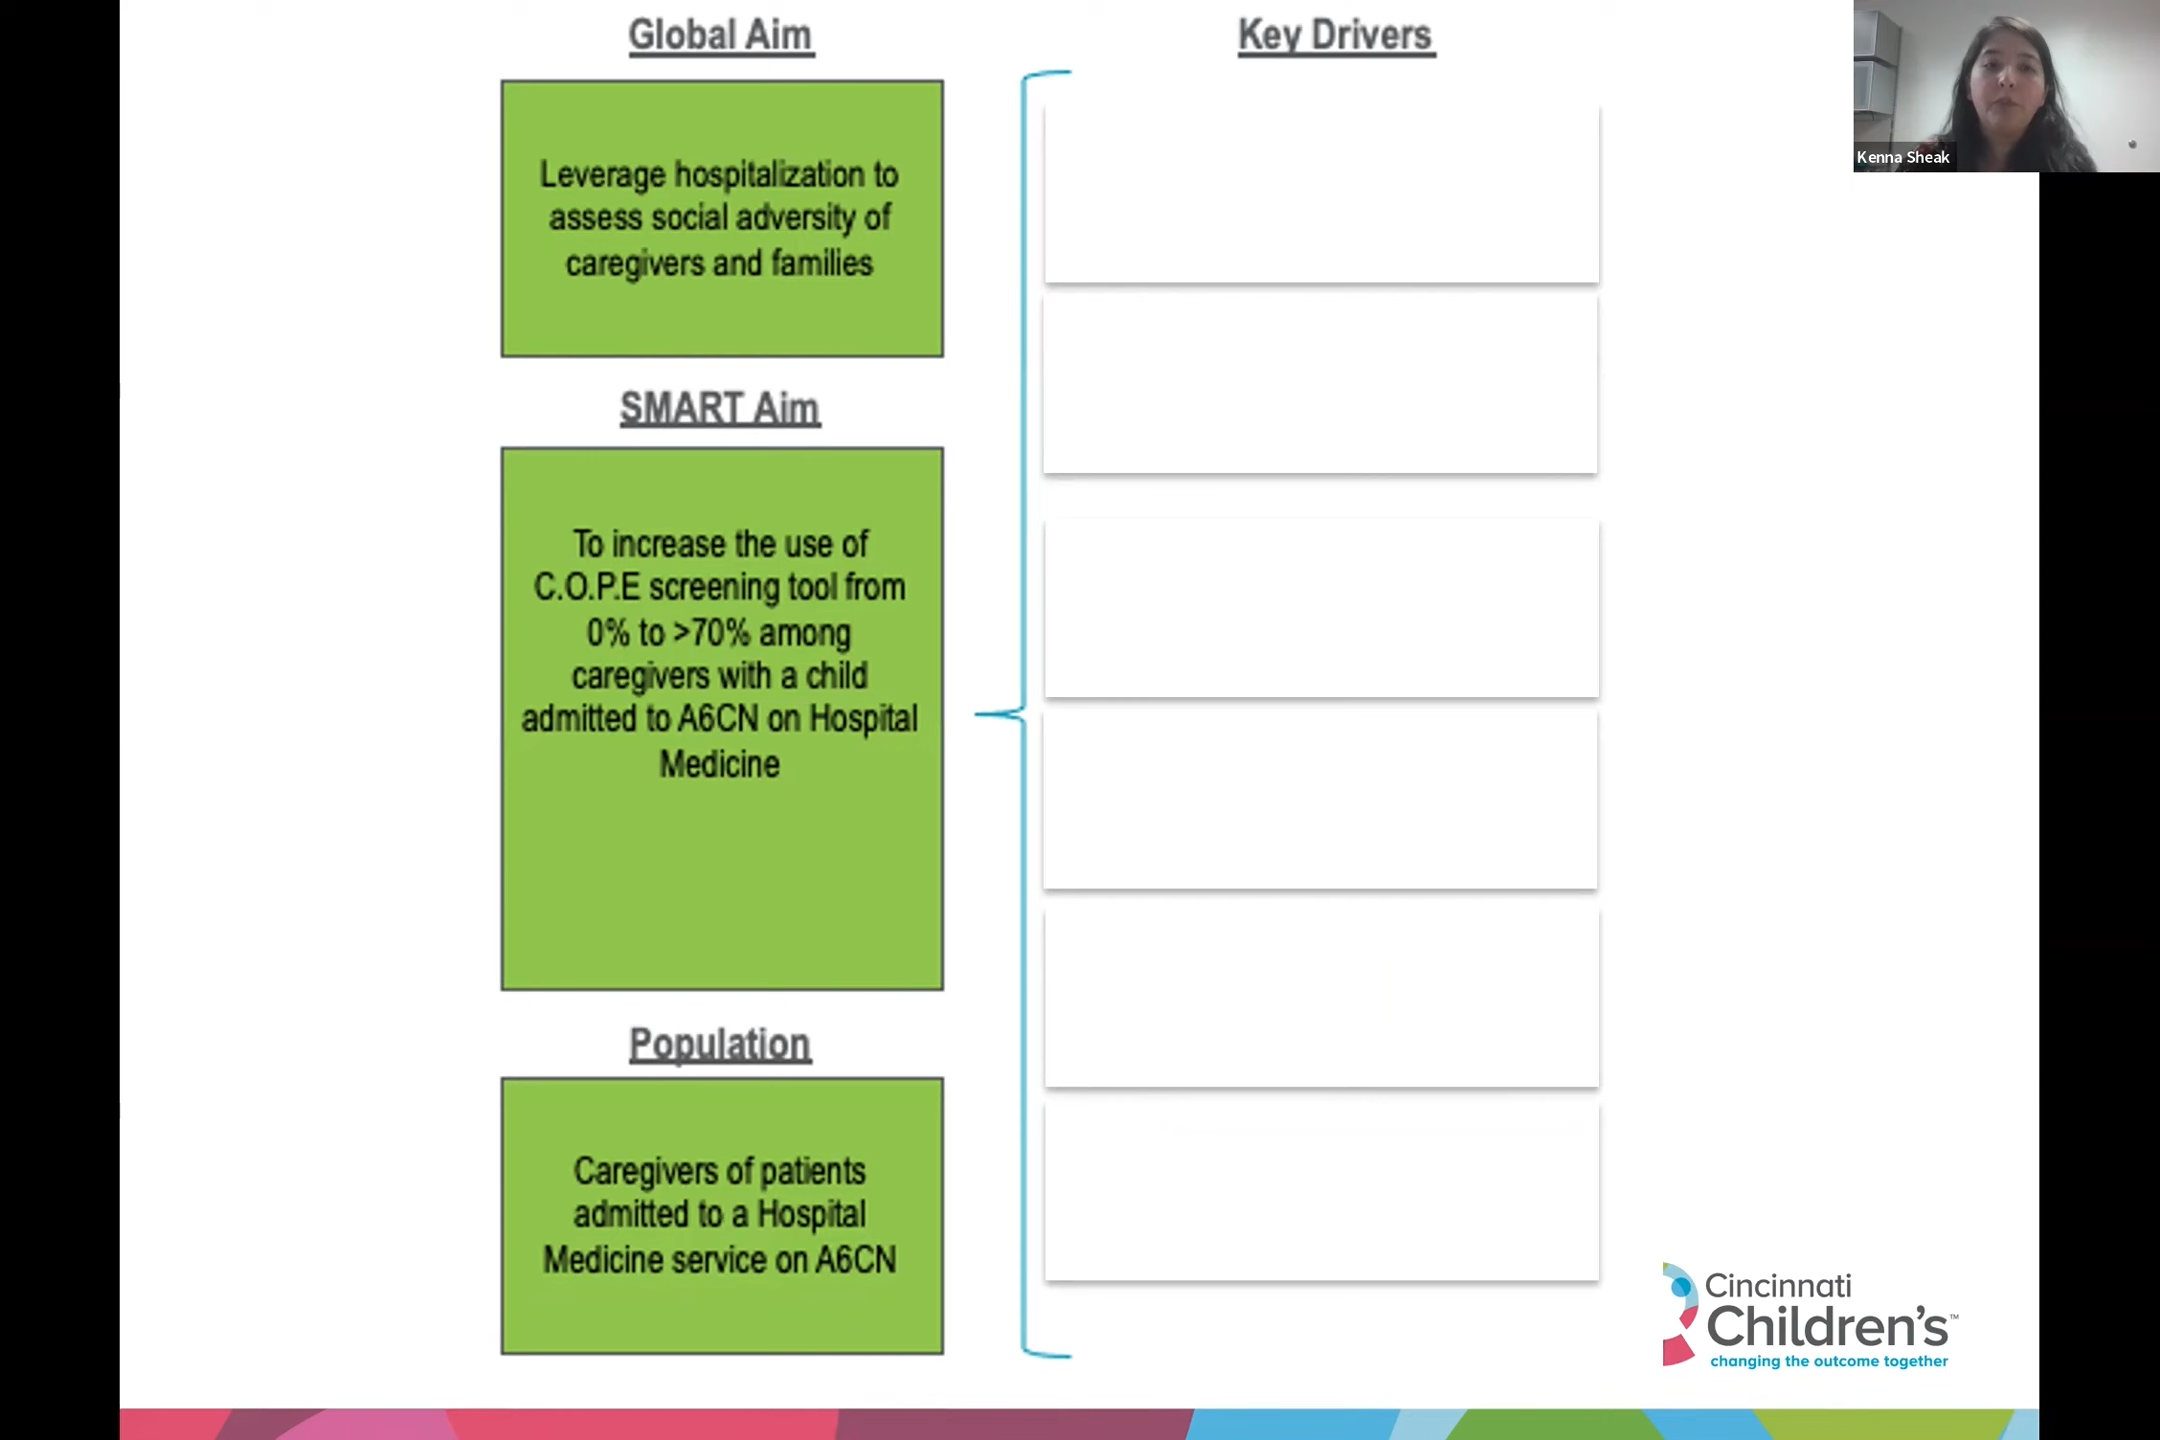 Global Aim
Leverage hospitalization to
assess social adversity of
caregivers and families
SMART Aim
To increase the use of
C.O.P.E screening tool from
0% to >70% among
caregivers with a child
admitted to A6CN on Hospital
Medicine
Population
Caregivers of patients
admitted to a Hospital
Medicine service on A6CN
Key Drivers
Kenna Sheak
Cincinnati
Children's™
changing the outcome together